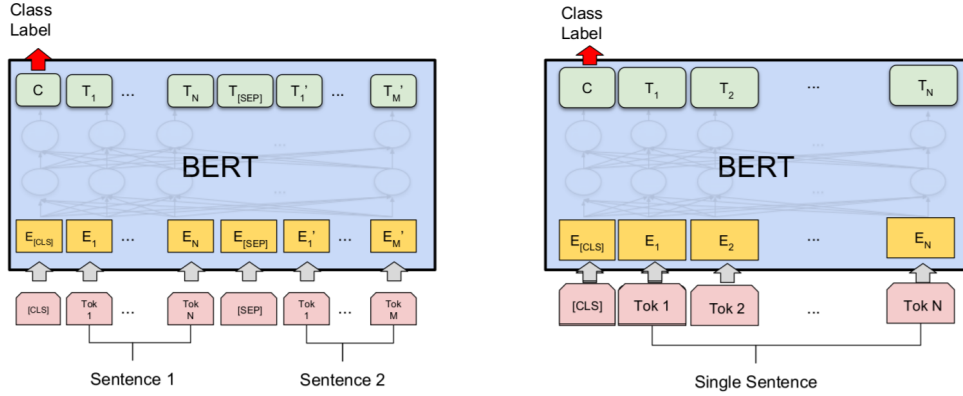 Class
Label
C T1 ... TN T[SEP] T1' ... TM'
...
BERT
...
E[CLS] E1 ... EN E[SEP] E1' ... EM'
[CLS] Tok 1 ... Tok N [SEP] Tok 1 ... Tok M
Sentence 1 Sentence 2
Class
Label
C T1 T2 ... TN
...
BERT
...
E[CLS] E1 E2 ... EN
[CLS] Tok 1 Tok 2 ... Tok N
Single Sentence